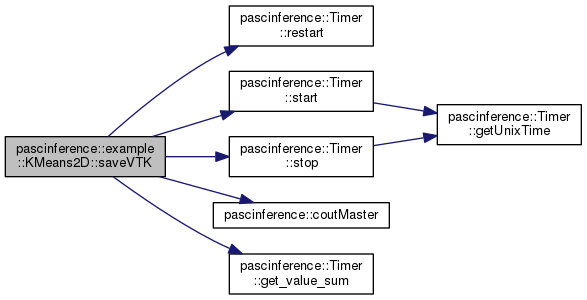 pascinference::Timer
::restart
pascinference::Timer
::start
pascinference::Timer
::getUnixTime
pascinference::example
::KMeans2D::saveVTK
pascinference::Timer
::stop
pascinference::coutMaster
pascinference::Timer
::get_value_sum